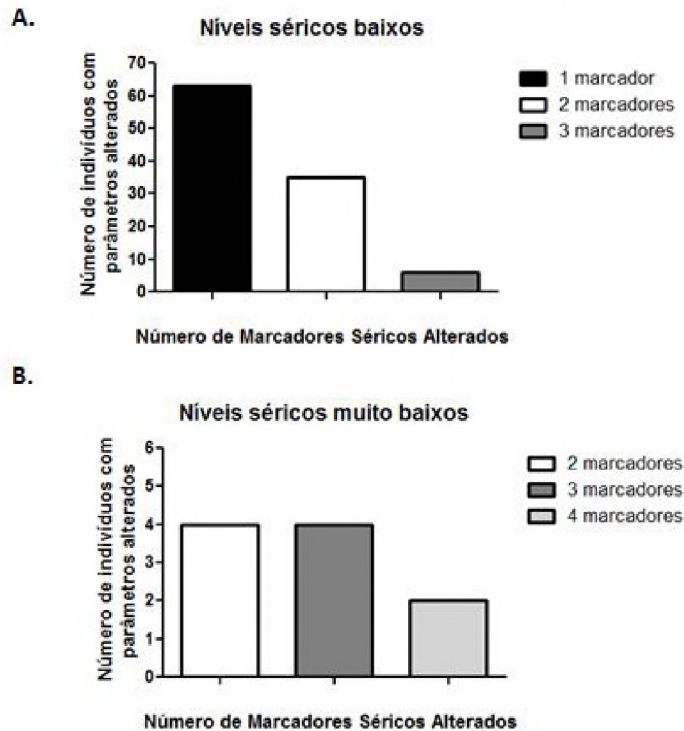 A.
Níveis séricos baixos
Número de indivíduos com
parâmetros alterados
70
60
50
40
30
20
10
0
1 marcador
2 marcadores
3 marcadores
Número de Marcadores Séricos Alterados
B.
Níveis séricos muito baixos
Número de indivíduos com
parâmetros alterados
6
5
4
3
2
1
0
2 marcadores
3 marcadores
4 marcadores
Número de Marcadores Séricos Alterados